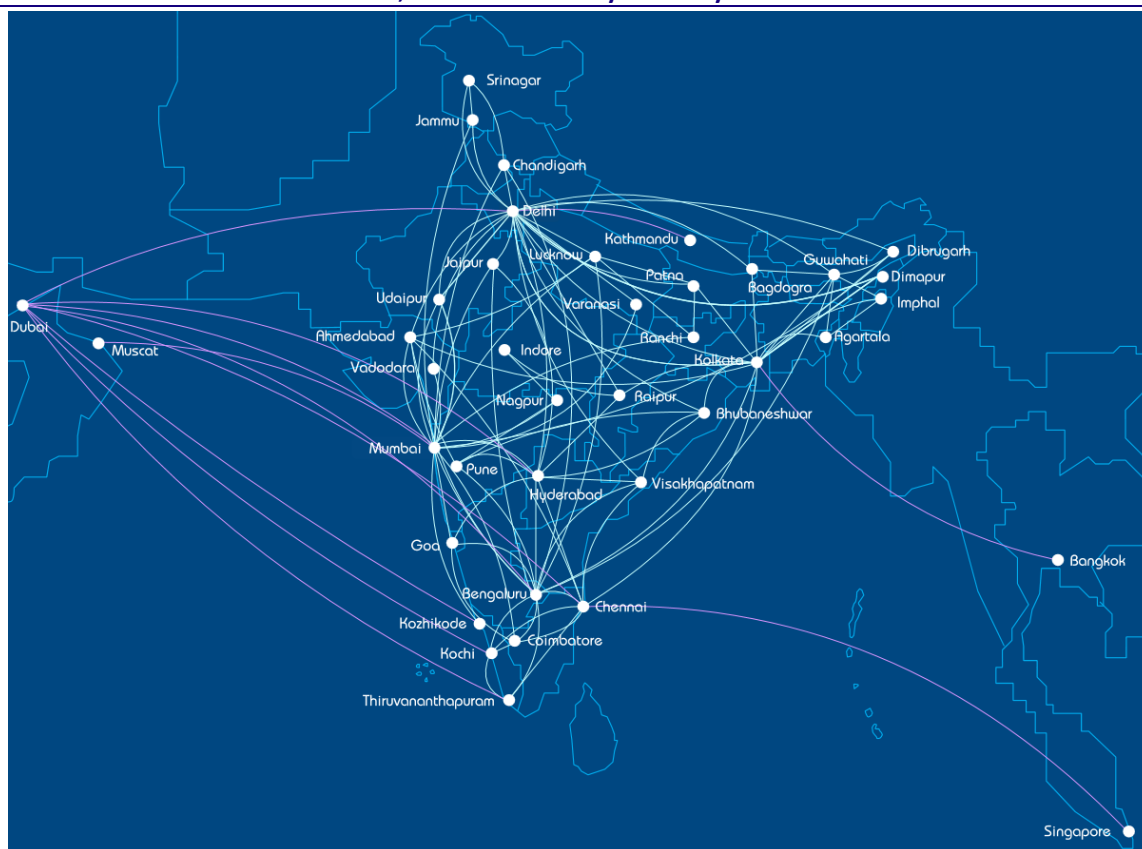 Srinagar
Jammu
Chandigarh
Delhi
Kathmandu
Dibrugarh
Lucknow
Guwahati
Jaipur
Patna
Dimapur
Bagdogra
Udaipur
Varanasi
Imphal
Dubai
Ahmedabad
Ranchi
Agartala
Muscat
Indore
Kolkata
Vadodara
Nagpur
Raipur
Bhubaneshwar
Mumbai
Pune
Hyderabad
Visakhapatnam
Goa
Bangkok
Bengaluru
Chennai
Kozhikode
Coimbatore
Kochi
Thiruvananthapuram
Singapore